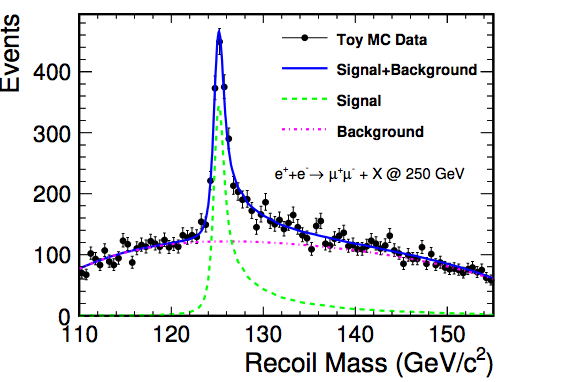 Events
400
300
200
100
0
Toy MC Data
Signal+Background
Signal
Background
e⁺+e⁻→ μ⁺μ⁻ + X @ 250 GeV
110 120 130 140 150
Recoil Mass (GeV/c²)